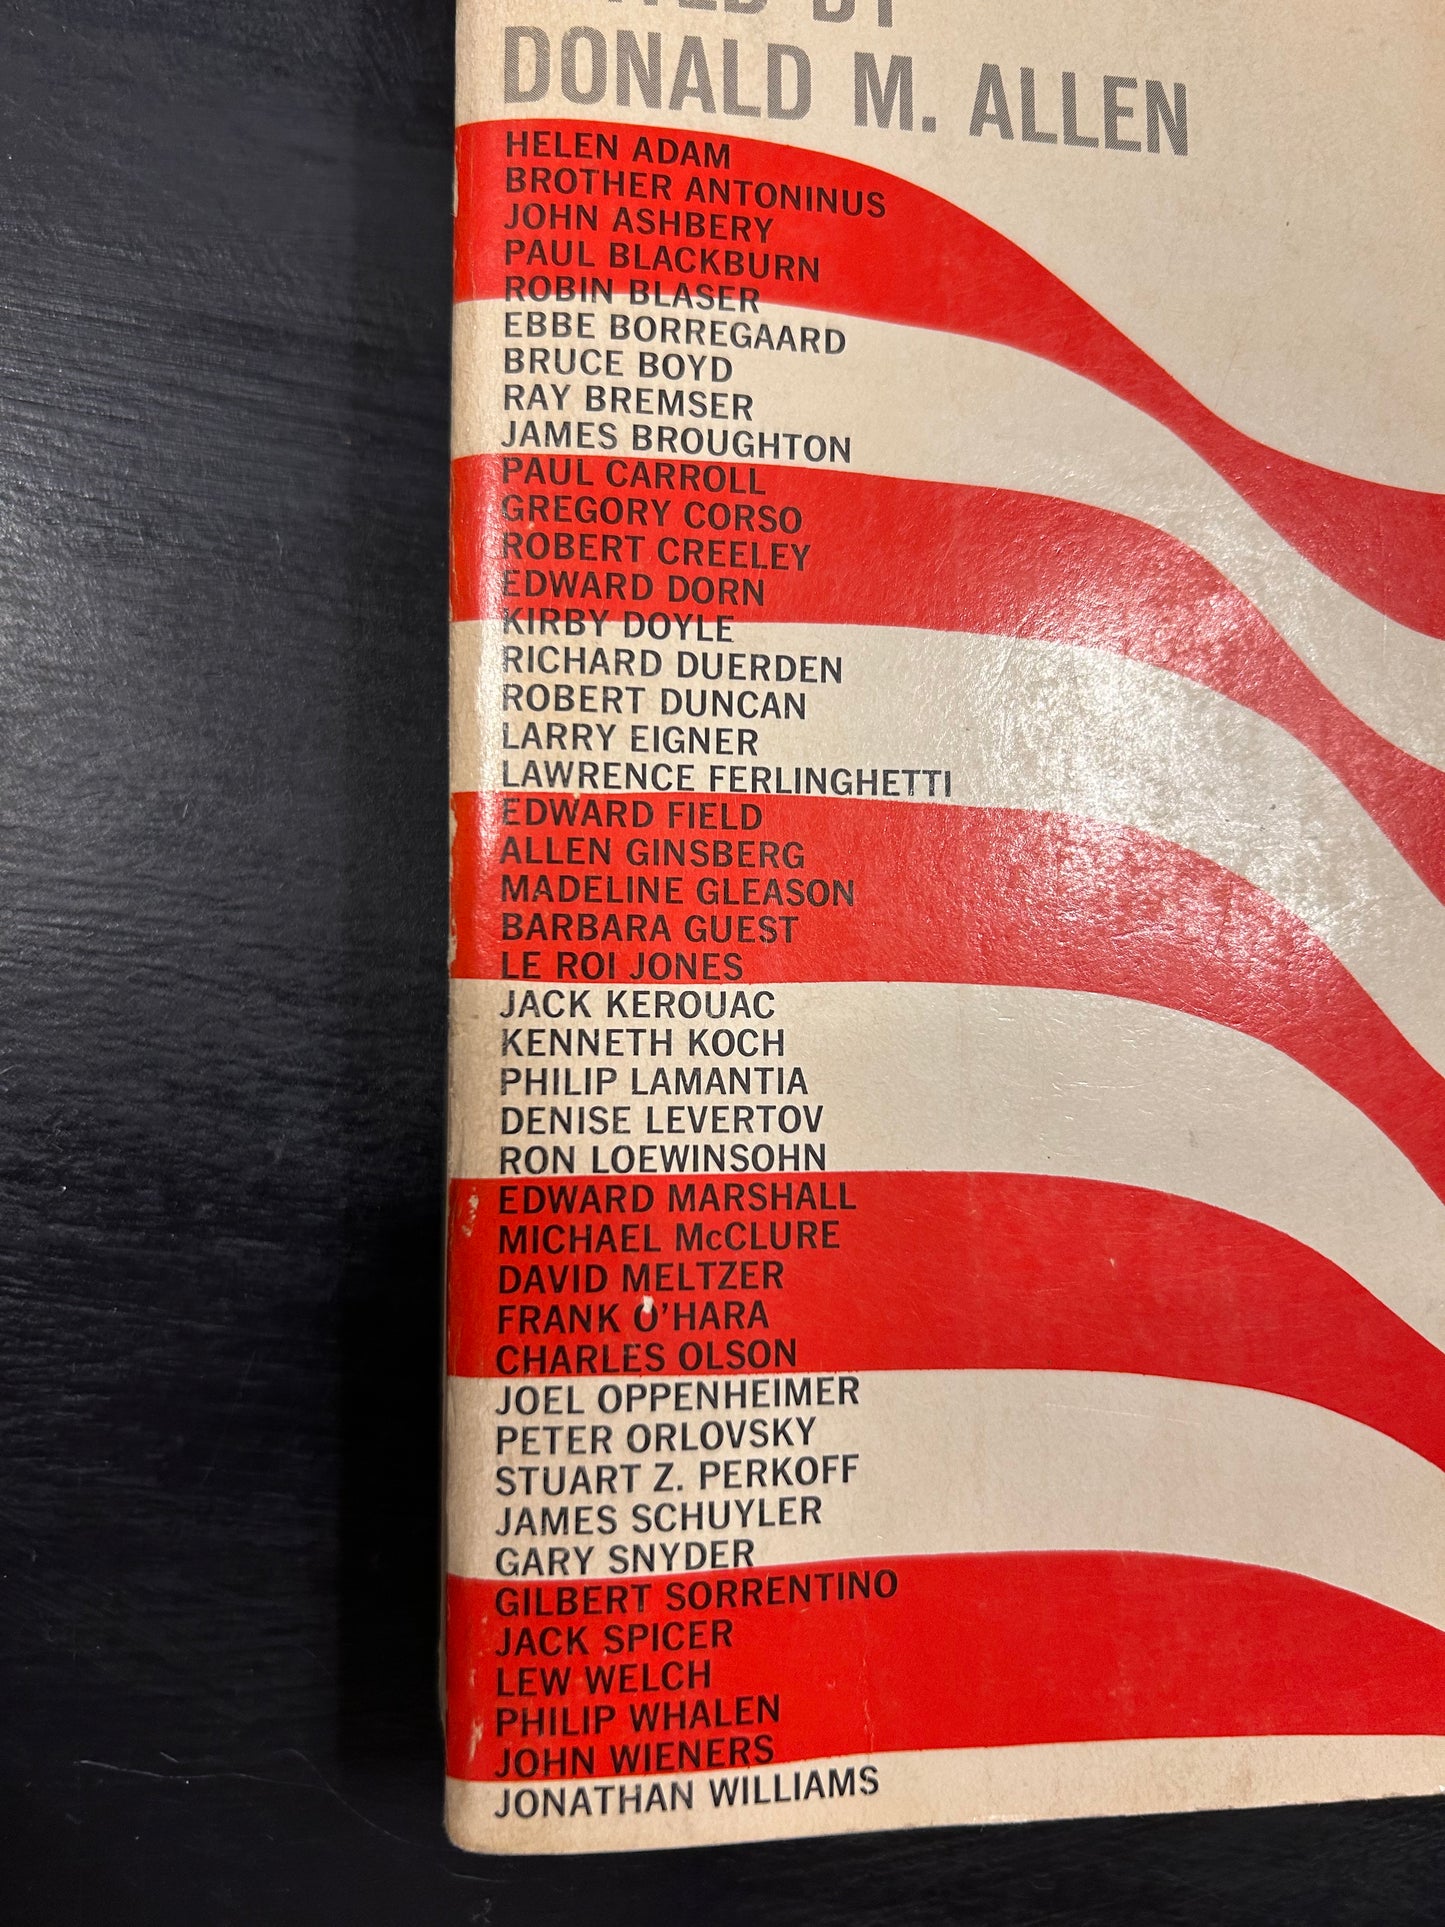 BY
DONALD M. ALLEN
HELEN ADAM
BROTHER ANTONINUS
JOHN ASHBERY
PAUL BLACKBURN
ROBIN BLASER
EBBE BORREGAARD
BRUCE BOYD
RAY BREMSER
JAMES BROUGHTON
PAUL CARROLL
GREGORY CORSO
ROBERT CREELEY
EDWARD DORN
KIRBY DOYLE
RICHARD DUERDEN
ROBERT DUNCAN
LARRY EIGNER
LAWRENCE FERLINGHETTI
EDWARD FIELD
ALLEN GINSBERG
MADELINE GLEASON
BARBARA GUEST
LE ROI JONES
JACK KEROUAC
KENNETH KOCH
PHILIP LAMANTIA
DENISE LEVERTOV
RON LOEWINSOHN
EDWARD MARSHALL
MICHAEL McCLURE
DAVID MELTZER
FRANK O'HARA
CHARLES OLSON
JOEL OPPENHEIMER
PETER ORLOVSKY
STUART Z. PERKOFF
JAMES SCHUYLER
GARY SNYDER
GILBERT SORRENTINO
JACK SPICER
LEW WELCH
PHILIP WHALEN
JOHN WIENERS
JONATHAN WILLIAMS